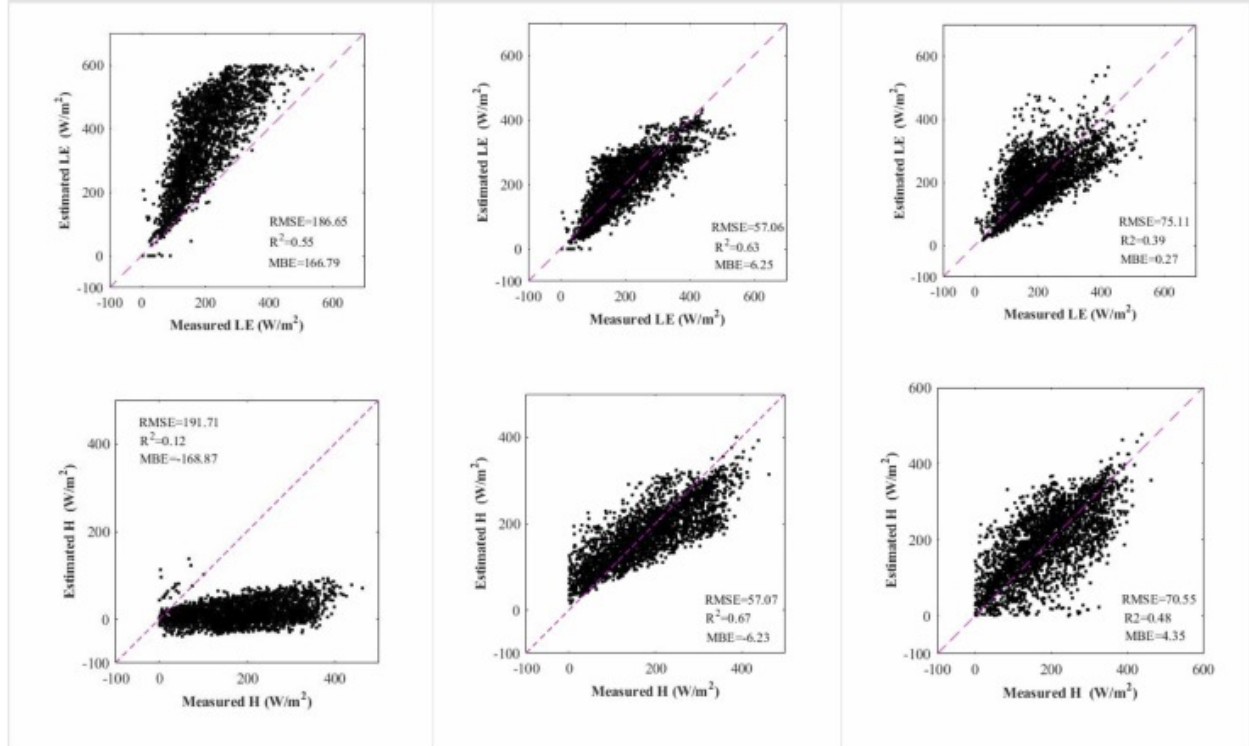 600
400
200
0
-100
-100
0
200
400
600
Estimated LE (W/m²)
Measured LE (W/m²)
RMSE=186.65
R²=0.55
MBE=166.79
600
400
200
0
-100
-100
0
200
400
600
Estimated LE (W/m²)
Measured LE (W/m²)
RMSE=57.06
R²=0.63
MBE=6.25
600
400
200
0
-100
-100
0
200
400
600
Estimated LE (W/m²)
Measured LE (W/m²)
RMSE=75.11
R2=0.39
MBE=0.27
400
200
0
-100
-100
0
200
400
Estimated H (W/m²)
Measured H (W/m²)
RMSE=191.71
R²=0.12
MBE=-168.87
400
200
0
-100
-100
0
200
400
Estimated H (W/m²)
Measured H (W/m²)
RMSE=57.07
R²=0.67
MBE=-6.23
600
400
200
0
-100
-100
0
200
400
600
Estimated H (W/m²)
Measured H (W/m²)
RMSE=70.55
R2=0.48
MBE=4.35